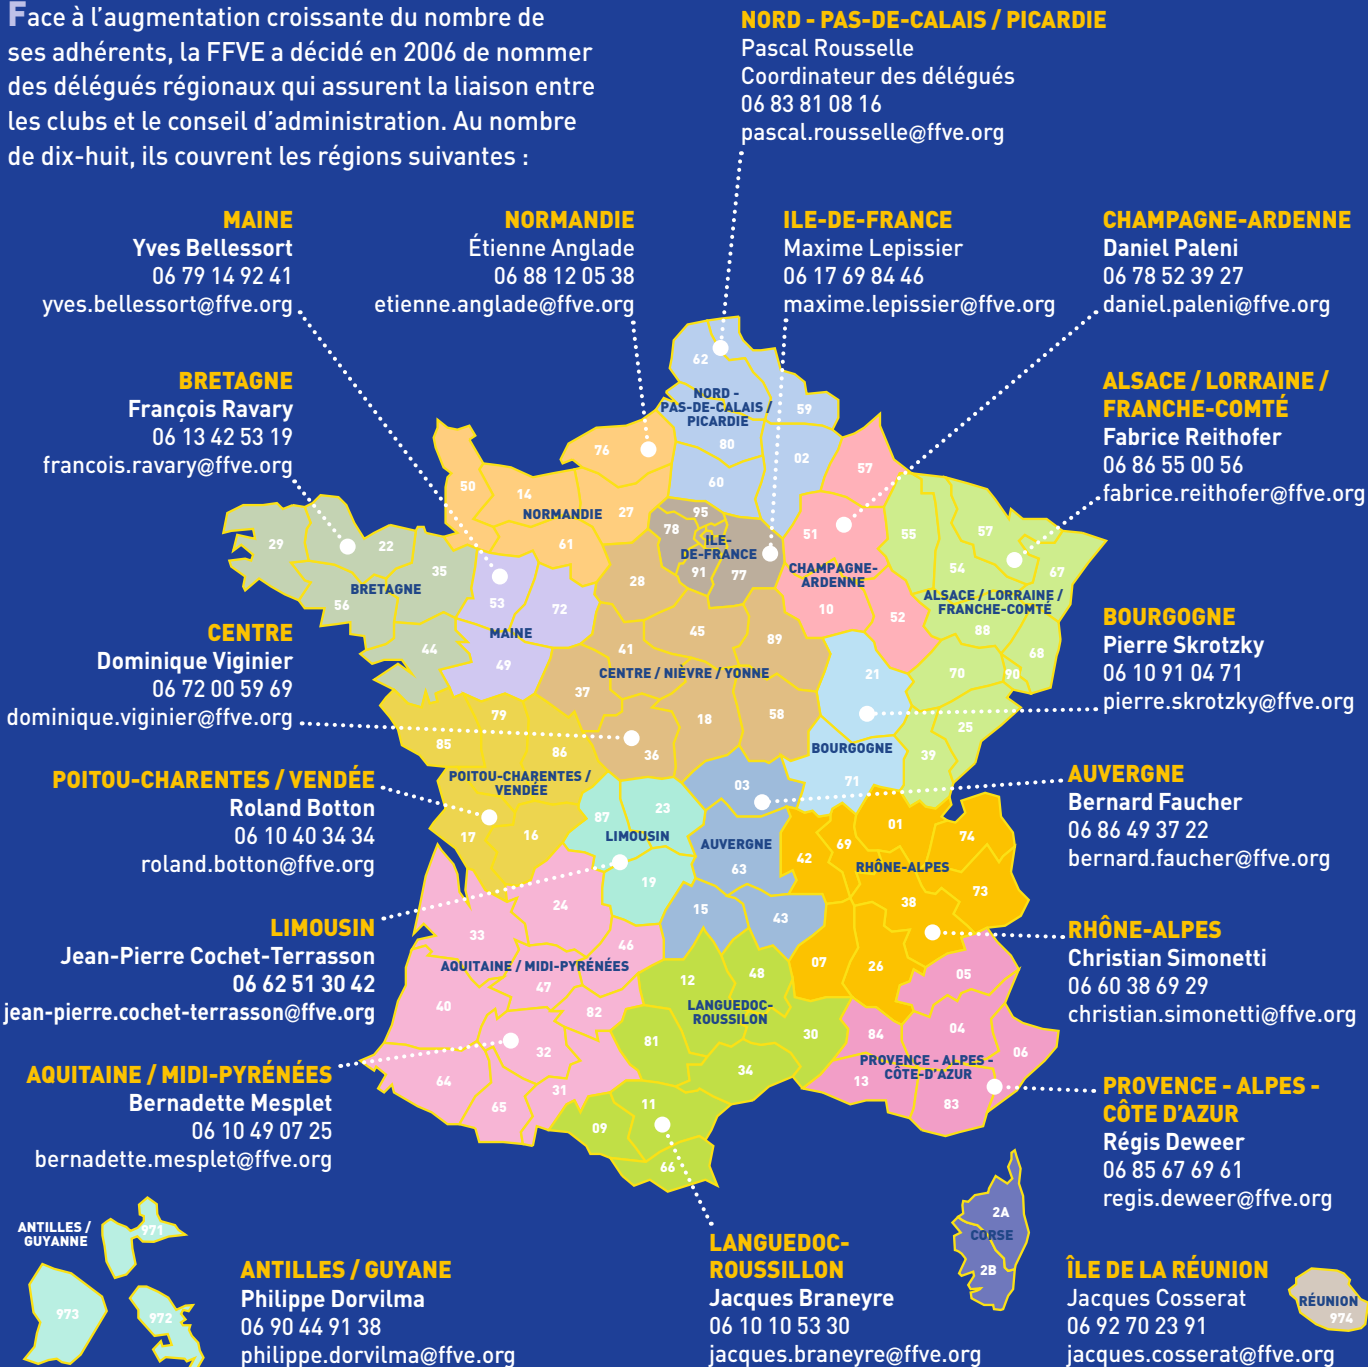 Face à l'augmentation croissante du nombre de
ses adhérents, la FFVE a décidé en 2006 de nommer
des délégués régionaux qui assurent la liaison entre
les clubs et le conseil d'administration. Au nombre
de dix-huit, ils couvrent les régions suivantes :
NORD - PAS-DE-CALAIS / PICARDIE
Pascal Rousselle
Coordinateur des délégués
06 83 81 08 16
pascal.rousselle@ffve.org
MAINE
Yves Bellessort
06 79 14 92 41
yves.bellessort@ffve.org
NORMANDIE
Étienne Anglade
06 88 12 05 38
etienne.anglade@ffve.org
ILE-DE-FRANCE
Maxime Lepissier
06 17 69 84 46
maxime.lepissier@ffve.org
CHAMPAGNE-ARDENNE
Daniel Paleni
06 78 52 39 27
daniel.paleni@ffve.org
BRETAGNE
François Ravary
06 13 42 53 19
francois.ravary@ffve.org
ALSACE / LORRAINE /
FRANCHE-COMTÉ
Fabrice Reithofer
06 86 55 00 56
fabrice.reithofer@ffve.org
CENTRE
Dominique Viginier
06 72 00 59 69
dominique.viginier@ffve.org
BOURGOGNE
Pierre Skrotzky
06 10 91 04 71
pierre.skrotzky@ffve.org
POITOU-CHARENTES / VENDÉE
Roland Botton
06 10 40 34 34
roland.botton@ffve.org
AUVERGNE
Bernard Faucher
06 86 49 37 22
bernard.faucher@ffve.org
LIMOUSIN
Jean-Pierre Cochet-Terrasson
06 62 51 30 42
jean-pierre.cochet-terrasson@ffve.org
RHÔNE-ALPES
Christian Simonetti
06 60 38 69 29
christian.simonetti@ffve.org
AQUITAINE / MIDI-PYRÉNÉES
Bernadette Mesplet
06 10 49 07 25
bernadette.mesplet@ffve.org
PROVENCE - ALPES -
CÔTE D'AZUR
Régis Deweer
06 85 67 69 61
regis.deweer@ffve.org
ANTILLES / GUYANE
Philippe Dorvilma
06 90 44 91 38
philippe.dorvilma@ffve.org
LANGUEDOC-
ROUSSILLON
Jacques Braneyre
06 10 10 53 30
jacques.braneyre@ffve.org
ÎLE DE LA RÉUNION
Jacques Cosserat
06 92 70 23 91
jacques.cosserat@ffve.org
62
NORD -
PAS-DE-CALAIS /
PICARDIE
59
80
02
60
76
50
14
NORMANDIE
27
61
95
78
ILE-
DE-FRANCE
91
77
57
51
CHAMPAGNE-
ARDENNE
10
52
55
57
54
67
ALSACE / LORRAINE /
FRANCHE-COMTÉ
88
68
70
90
25
39
29
22
35
BRETAGNE
56
44
53
72
MAINE
49
28
45
89
41
CENTRE / NIÈVRE / YONNE
37
18
58
36
21
BOURGOGNE
71
79
85
86
POITOU-CHARENTES /
VENDÉE
17
16
87
23
LIMOUSIN
19
03
AUVERGNE
63
15
43
01
74
42
69
RHÔNE-ALPES
38
73
07
26
24
33
46
AQUITAINE / MIDI-PYRÉNÉES
47
40
82
32
64
31
65
12
48
LANGUEDOC-
ROUSSILON
81
30
34
11
09
66
05
84
04
06
PROVENCE - ALPES -
CÔTE-D'AZUR
13
83
2A
CORSE
2B
ANTILLES /
GUYANNE
971
973
972
RÉUNION
974